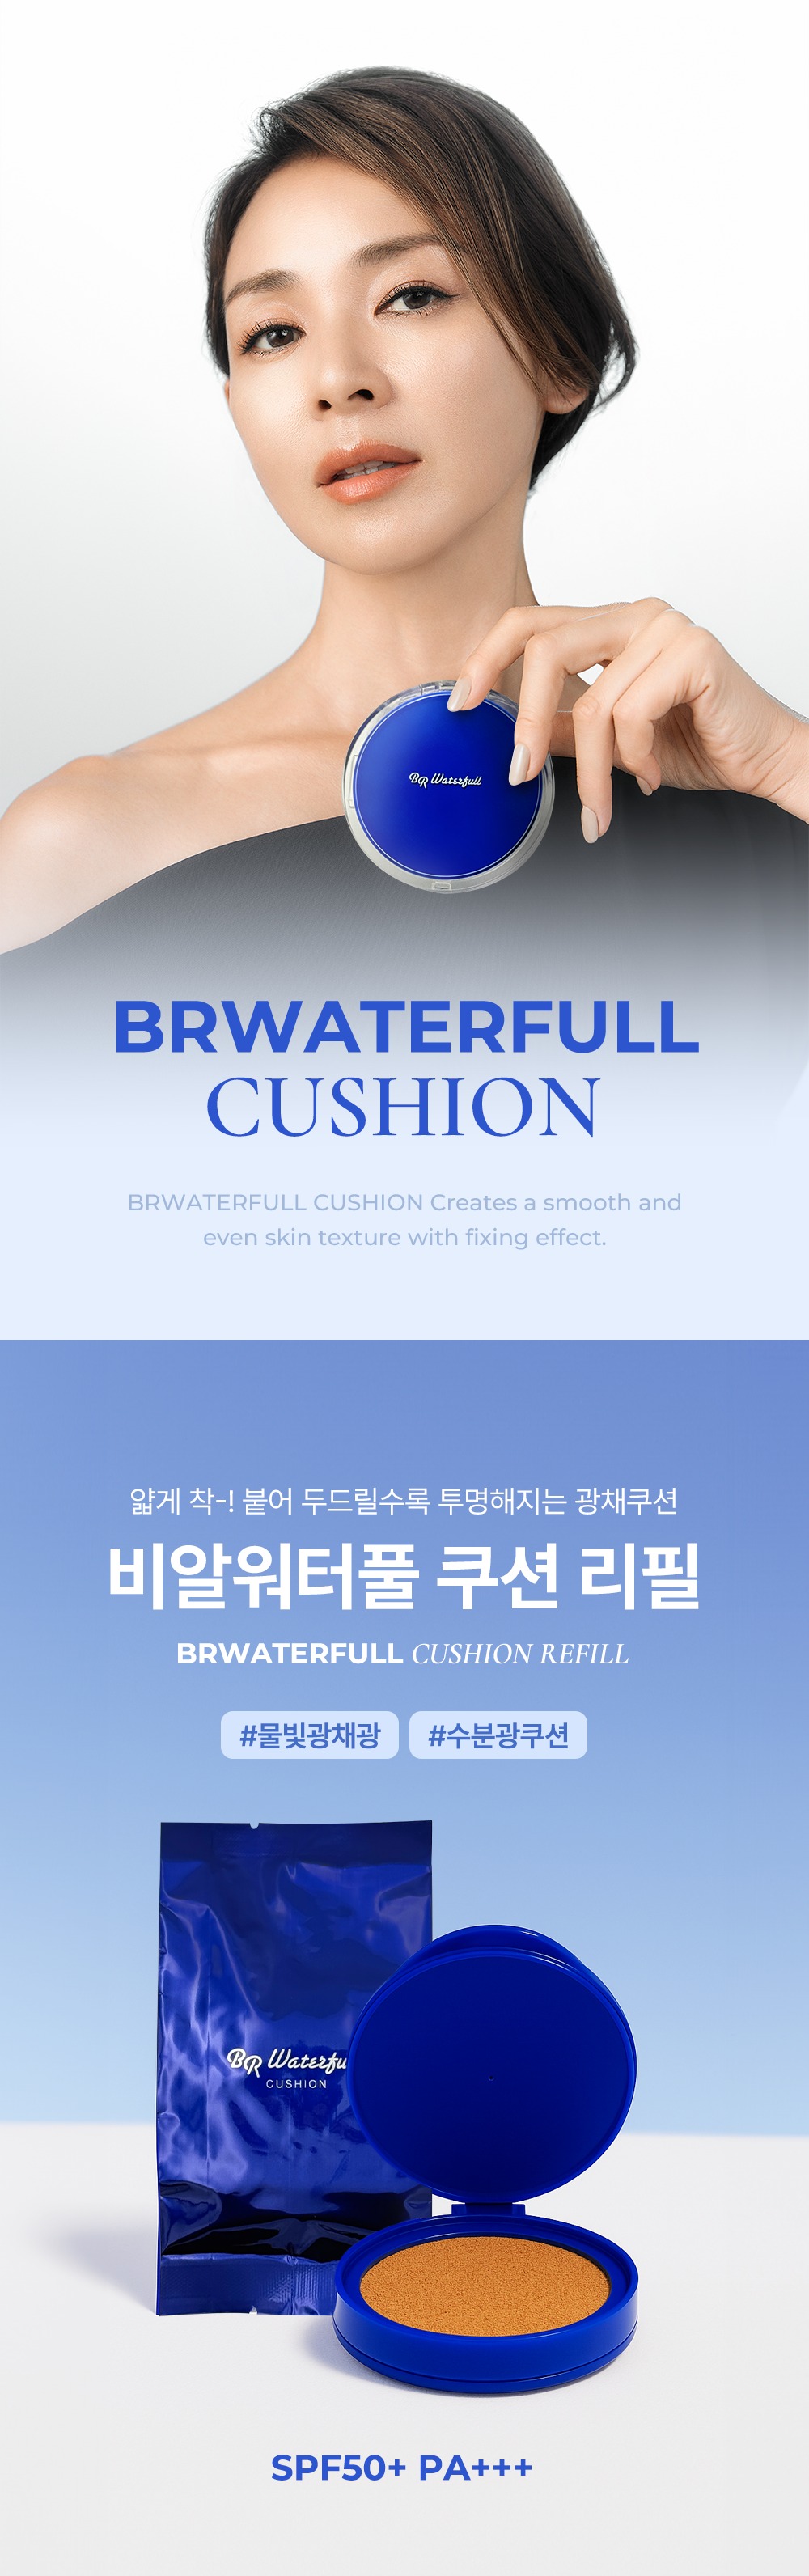 BR Waterfull
BRWATERFULL
CUSHION
BRWATERFULL CUSHION Creates a smooth and
even skin texture with fixing effect.
얇게 착-! 붙어 두드릴수록 투명해지는 광채쿠션
비알워터풀 쿠션 리필
BRWATERFULL CUSHION REFILL
#물빛광채광 #수분광쿠션
BR Waterfu
CUSHION
SPF50+ PA+++